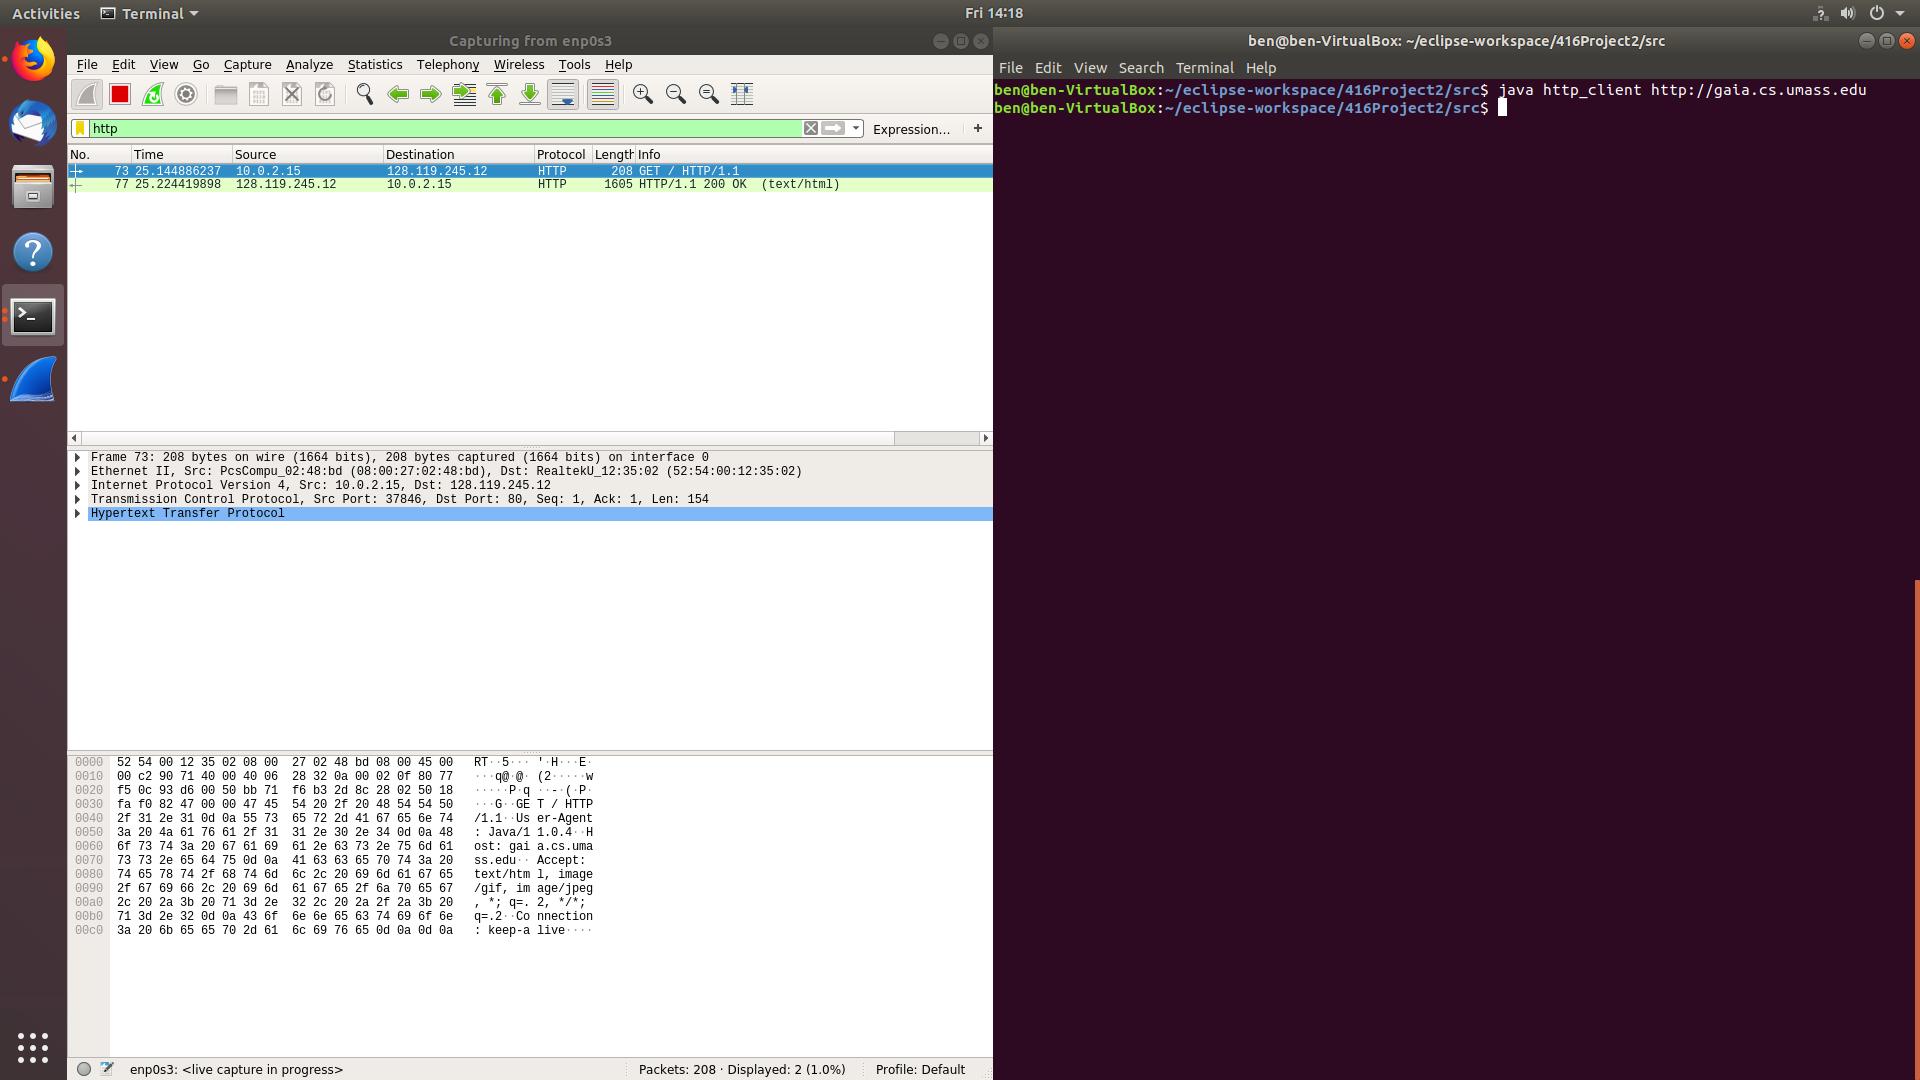 Activities Terminal Fri 14:18
Capturing from enp0s3
File Edit View Go Capture Analyze Statistics Telephony Wireless Tools Help
http Expression… +
No. Time Source Destination Protocol Length Info
73 25.144886237 10.0.2.15 128.119.245.12 HTTP 208 GET / HTTP/1.1
77 25.224419898 128.119.245.12 10.0.2.15 HTTP 1605 HTTP/1.1 200 OK (text/html)
Frame 73: 208 bytes on wire (1664 bits), 208 bytes captured (1664 bits) on interface 0
Ethernet II, Src: PcsCompu_02:48:bd (08:00:27:02:48:bd), Dst: RealtekU_12:35:02 (52:54:00:12:35:02)
Internet Protocol Version 4, Src: 10.0.2.15, Dst: 128.119.245.12
Transmission Control Protocol, Src Port: 37846, Dst Port: 80, Seq: 1, Ack: 1, Len: 154
Hypertext Transfer Protocol
0000 52 54 00 12 35 02 08 00 27 02 48 bd 08 00 45 00 RT··5··· '·H···E·
0010 00 c2 90 71 40 00 40 06 28 32 0a 00 02 0f 80 77 ···q@·@· (2·····w
0020 f5 0c 93 d6 00 50 bb 71 f6 b3 2d 8c 28 02 50 18 ·····P·q ··-·(·P·
0030 fa f0 82 47 00 00 47 45 54 20 2f 20 48 54 54 50 ···G··GE T / HTTP
0040 2f 31 2e 31 0d 0a 55 73 65 72 2d 41 67 65 6e 74 /1.1··Us er-Agent
0050 3a 20 4a 61 76 61 2f 31 31 2e 30 2e 34 0d 0a 48 : Java/1 1.0.4··H
0060 6f 73 74 3a 20 67 61 69 61 2e 63 73 2e 75 6d 61 ost: gai a.cs.uma
0070 73 73 2e 65 64 75 0d 0a 41 63 63 65 70 74 3a 20 ss.edu·· Accept:
0080 74 65 78 74 2f 68 74 6d 6c 2c 20 69 6d 61 67 65 text/htm l, image
0090 2f 67 69 66 2c 20 69 6d 61 67 65 2f 6a 70 65 67 /gif, im age/jpeg
00a0 2c 20 2a 3b 20 71 3d 2e 32 2c 20 2a 2f 2a 3b 20 , *; q=. 2, */*;
00b0 71 3d 2e 32 0d 0a 43 6f 6e 6e 65 63 74 69 6f 6e q=.2··Co nnection
00c0 3a 20 6b 65 65 70 2d 61 6c 69 76 65 0d 0a 0d 0a : keep-a live····
enp0s3: <live capture in progress> Packets: 208 · Displayed: 2 (1.0%) Profile: Default
ben@ben-VirtualBox: ~/eclipse-workspace/416Project2/src
File Edit View Search Terminal Help
ben@ben-VirtualBox:~/eclipse-workspace/416Project2/src$ java http_client http://gaia.cs.umass.edu
ben@ben-VirtualBox:~/eclipse-workspace/416Project2/src$